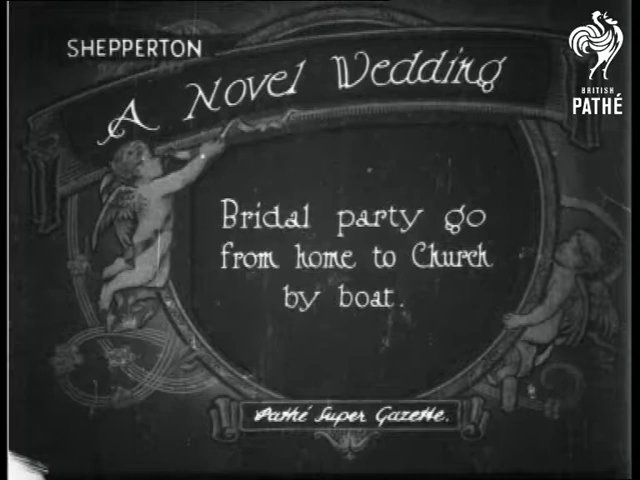 SHEPPERTON
A Novel Wedding
BRITISH
PATHÉ
Bridal party go
from home to Church
by boat.
Pathé Super Gazette.